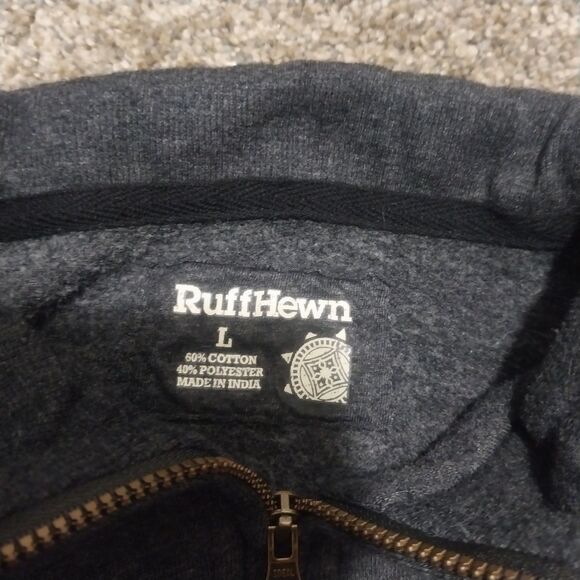 RuffHewn
L
60% COTTON
40% POLYESTER
MADE IN INDIA